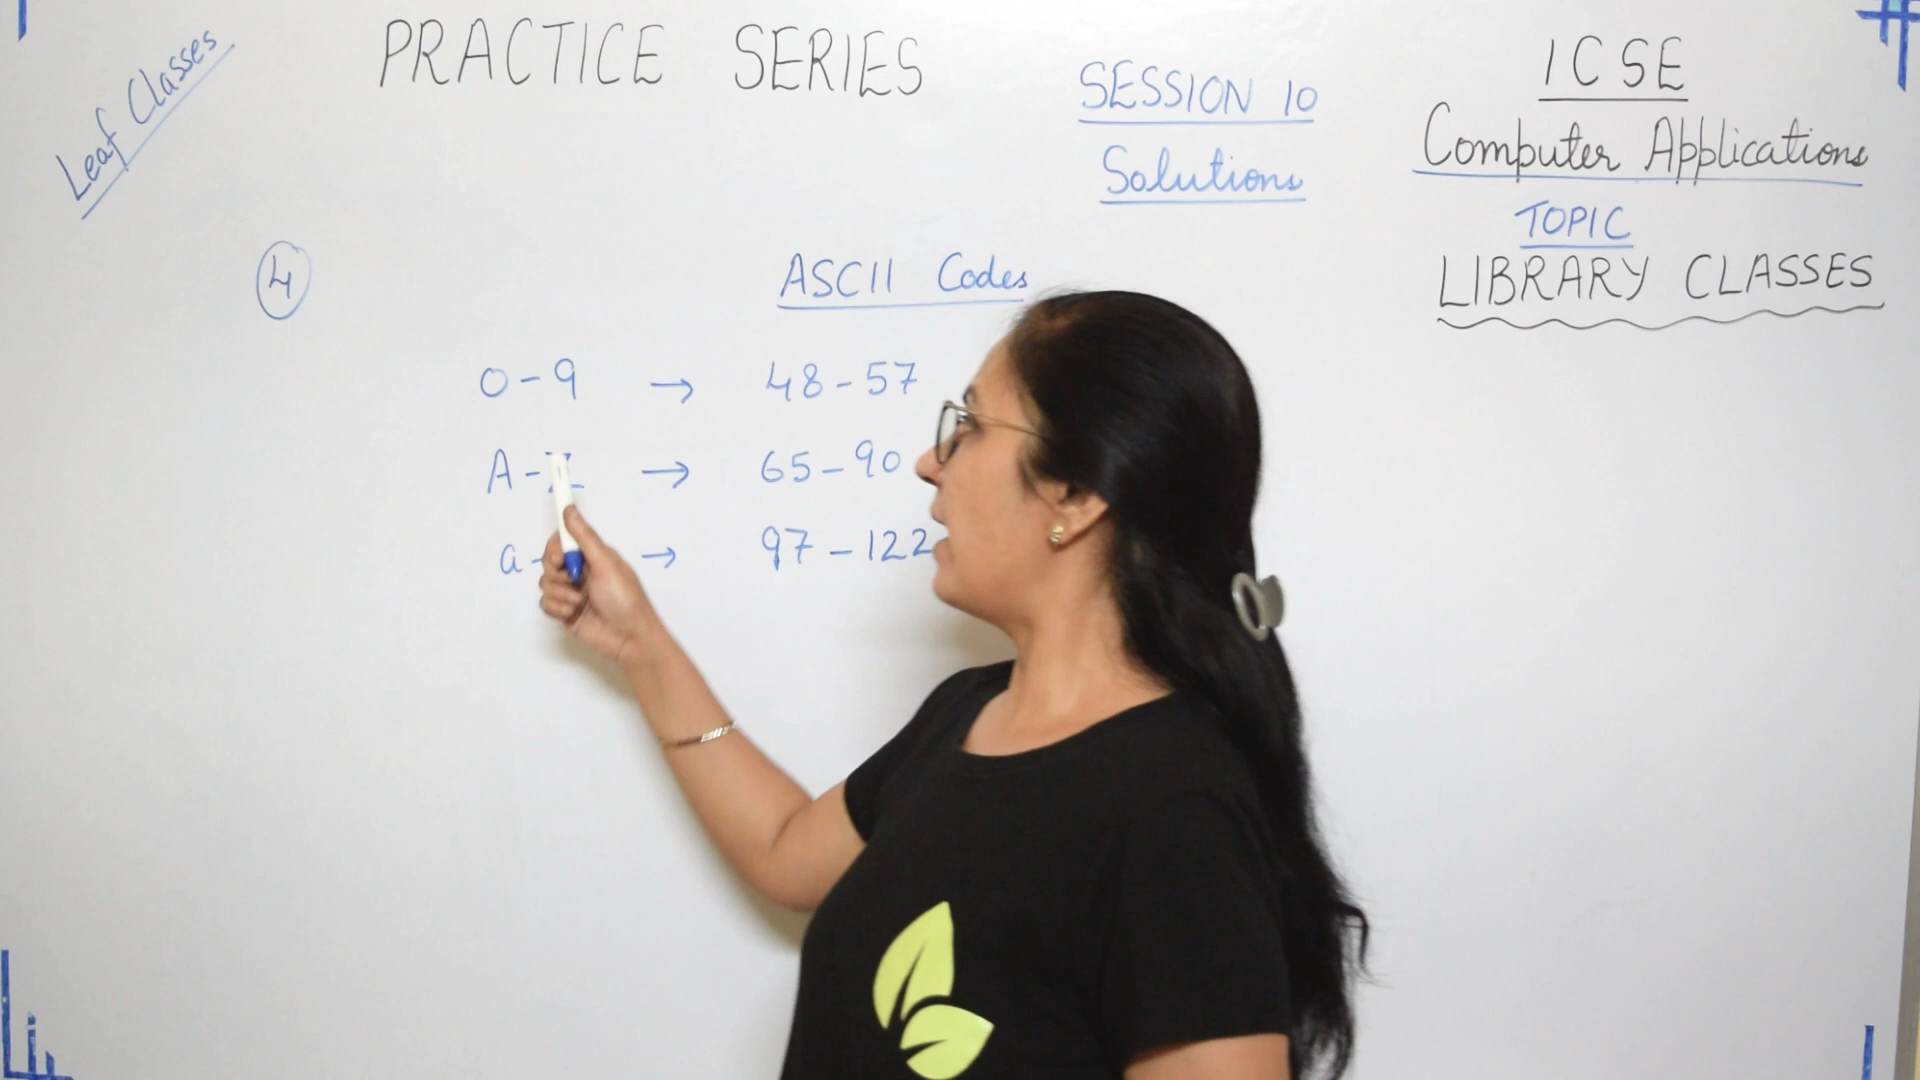 Leaf Classes
PRACTICE SERIES
SESSION 10
Solutions
ICSE
Computer Applications
TOPIC
LIBRARY CLASSES
4
ASCII Codes
0-9 → 48-57
A-Z → 65-90
a- → 97-122